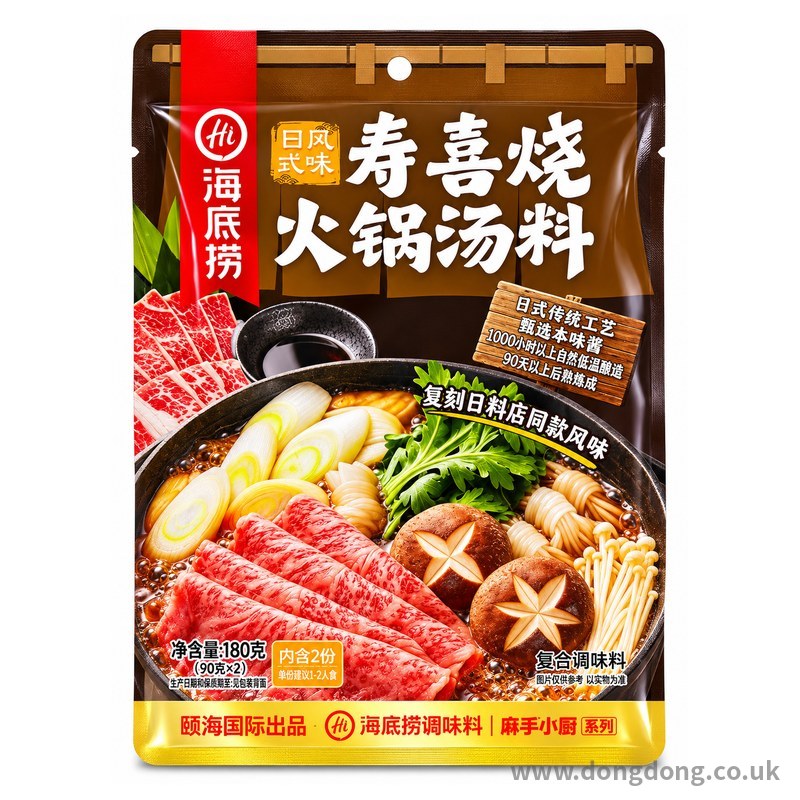 Hi
海底捞
日式
风味
寿喜烧
火锅汤料
日式传统工艺
甄选本味酱
1000小时以上自然低温酿造
90天以上后熟炼成
复刻日料店同款风味
净含量:180克
(90克×2)
生产日期和保质期至:见包装背面
内含2份
单份建议1-2人食
复合调味料
图片仅供参考 以实物为准
颐海国际出品 · Hi 海底捞调味料 | 麻手小厨 系列
www.dongdong.co.uk